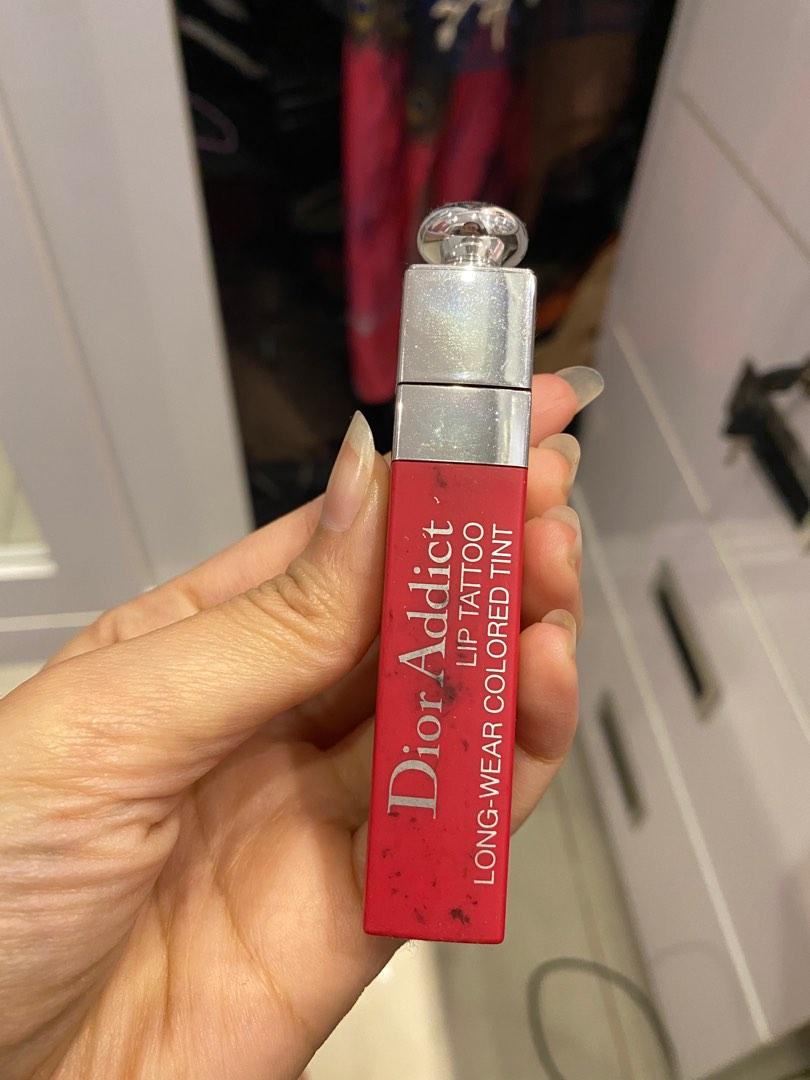 Dior Addict
LIP TATTOO
LONG-WEAR COLORED TINT